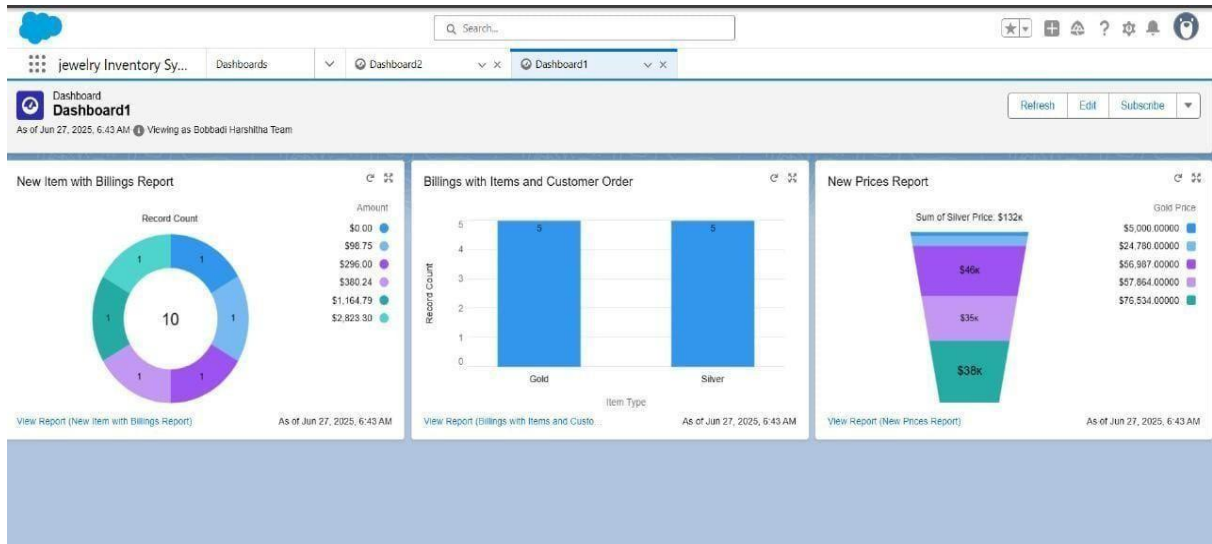 Search...
jewelry Inventory Sy...
Dashboards
Dashboard2
Dashboard1
Dashboard
Dashboard1
As of Jun 27, 2025, 6:43 AM Viewing as Bobbadi Harshitha Team
Refresh
Edit
Subscribe
New Item with Billings Report
Record Count
Amount
$0.00
$98.75
$296.00
$380.24
$1,164.79
$2,823.30
1
1
1
1
1
1
10
View Report (New Item with Billings Report)
As of Jun 27, 2025, 6:43 AM
Billings with Items and Customer Order
Record Count
5
4
3
2
1
0
5
5
Gold
Silver
Item Type
View Report (Billings with Items and Custo...
As of Jun 27, 2025, 6:43 AM
New Prices Report
Sum of Silver Price: $132K
Gold Price
$5,000.00000
$24,780.00000
$56,987.00000
$57,864.00000
$76,534.00000
$46K
$35K
$38K
View Report (New Prices Report)
As of Jun 27, 2025, 6:43 AM